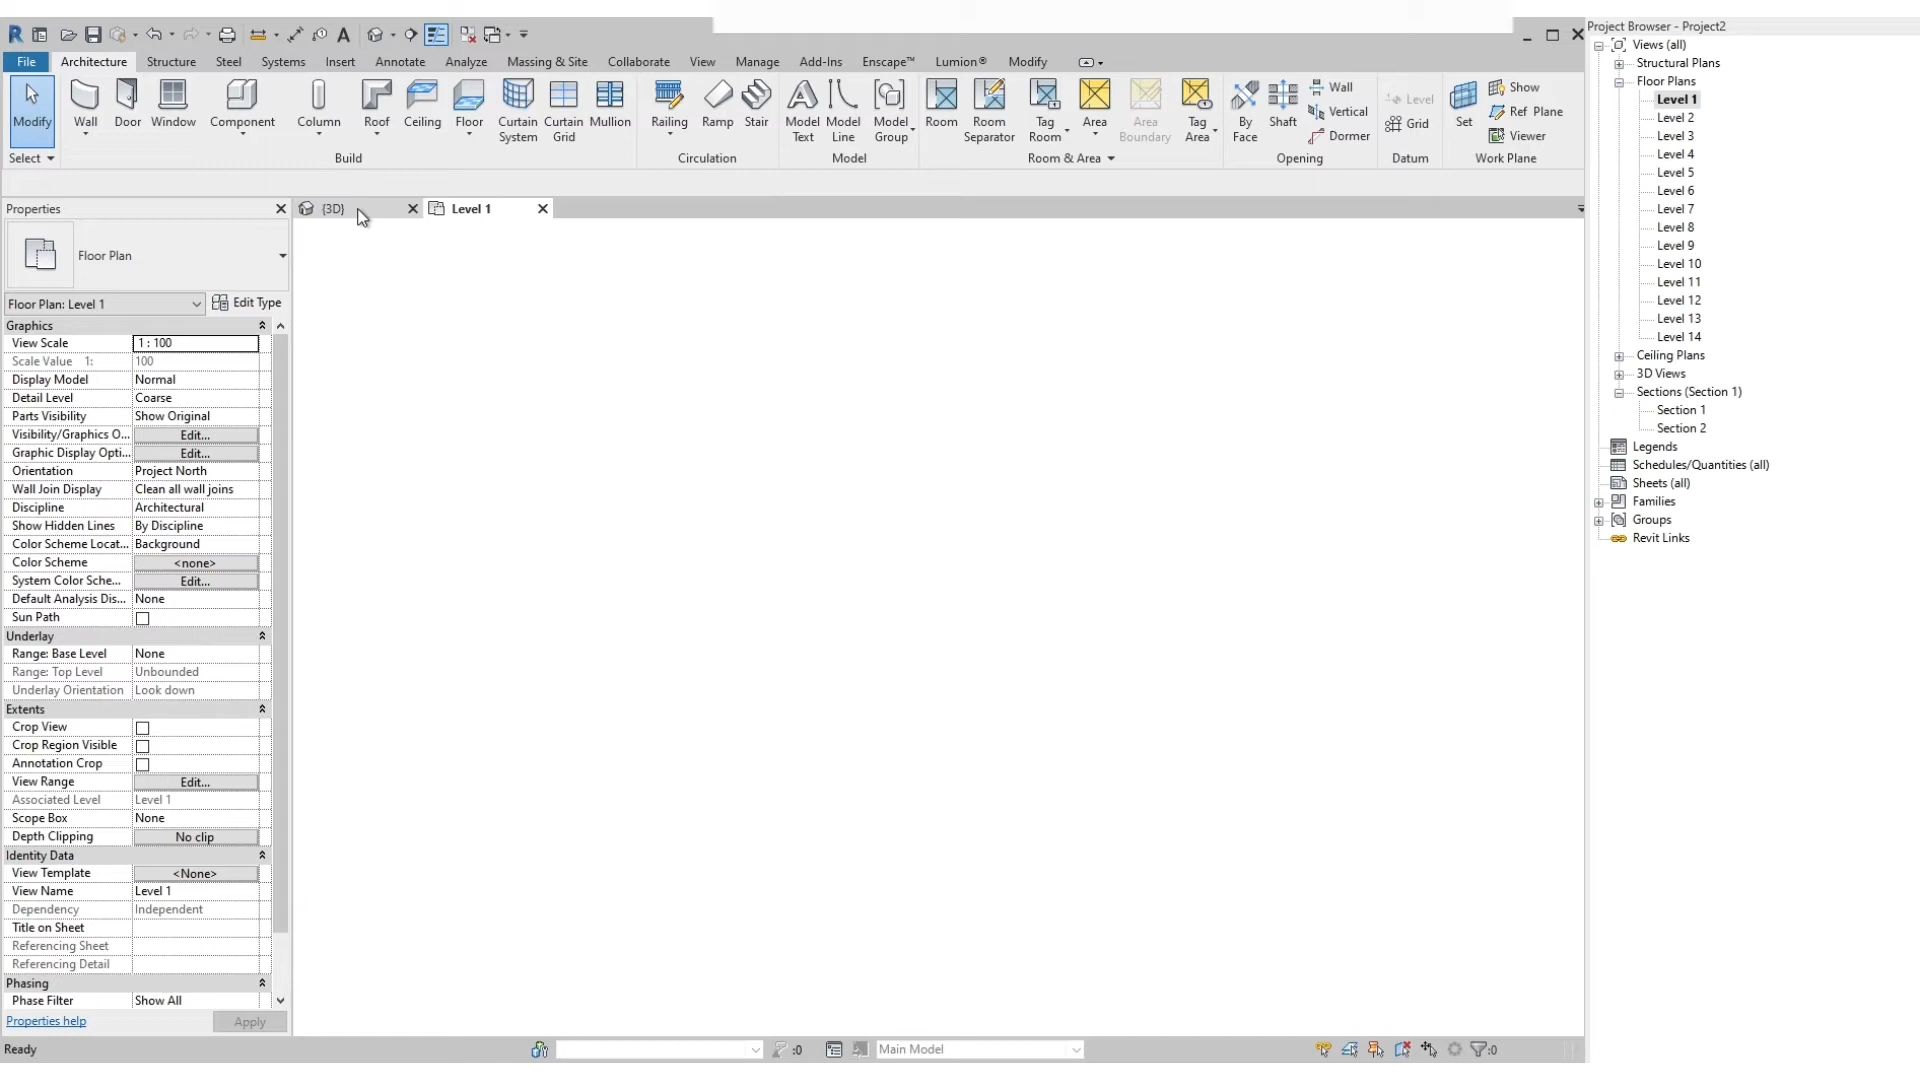 Project Browser - Project2
File Architecture Structure Steel Systems Insert Annotate Analyze Massing & Site Collaborate View Manage Add-Ins Enscape™ Lumion® Modify
Modify
Wall
Door
Window
Component
Column
Roof
Ceiling
Floor
Curtain System
Curtain Grid
Mullion
Railing
Ramp
Stair
Model Text
Model Line
Model Group
Room
Room Separator
Tag Room
Area
Area Boundary
Tag Area
By Face
Shaft
Wall
Vertical
Dormer
Level
Grid
Set
Show
Ref Plane
Viewer
Select Build Circulation Model Room & Area Opening Datum Work Plane
Properties
{3D}
Level 1
Floor Plan
Floor Plan: Level 1 Edit Type
Graphics
View Scale 1 : 100
Scale Value 1: 100
Display Model Normal
Detail Level Coarse
Parts Visibility Show Original
Visibility/Graphics O... Edit...
Graphic Display Opti... Edit...
Orientation Project North
Wall Join Display Clean all wall joins
Discipline Architectural
Show Hidden Lines By Discipline
Color Scheme Locat... Background
Color Scheme <none>
System Color Sche... Edit...
Default Analysis Dis... None
Sun Path
Underlay
Range: Base Level None
Range: Top Level Unbounded
Underlay Orientation Look down
Extents
Crop View
Crop Region Visible
Annotation Crop
View Range Edit...
Associated Level Level 1
Scope Box None
Depth Clipping No clip
Identity Data
View Template <None>
View Name Level 1
Dependency Independent
Title on Sheet
Referencing Sheet
Referencing Detail
Phasing
Phase Filter Show All
Properties help Apply
Ready
:0
Main Model
:0
Views (all)
Structural Plans
Floor Plans
Level 1
Level 2
Level 3
Level 4
Level 5
Level 6
Level 7
Level 8
Level 9
Level 10
Level 11
Level 12
Level 13
Level 14
Ceiling Plans
3D Views
Sections (Section 1)
Section 1
Section 2
Legends
Schedules/Quantities (all)
Sheets (all)
Families
Groups
Revit Links